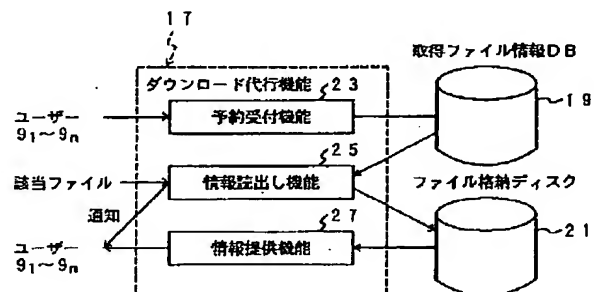 17
取得ファイル情報DB
ダウンロード代行機能
23
ユーザー
9₁～9ₙ
予約受付機能
19
25
該当ファイル
情報読出し機能
ファイル格納ディスク
通知
27
ユーザー
9₁～9ₙ
情報提供機能
21